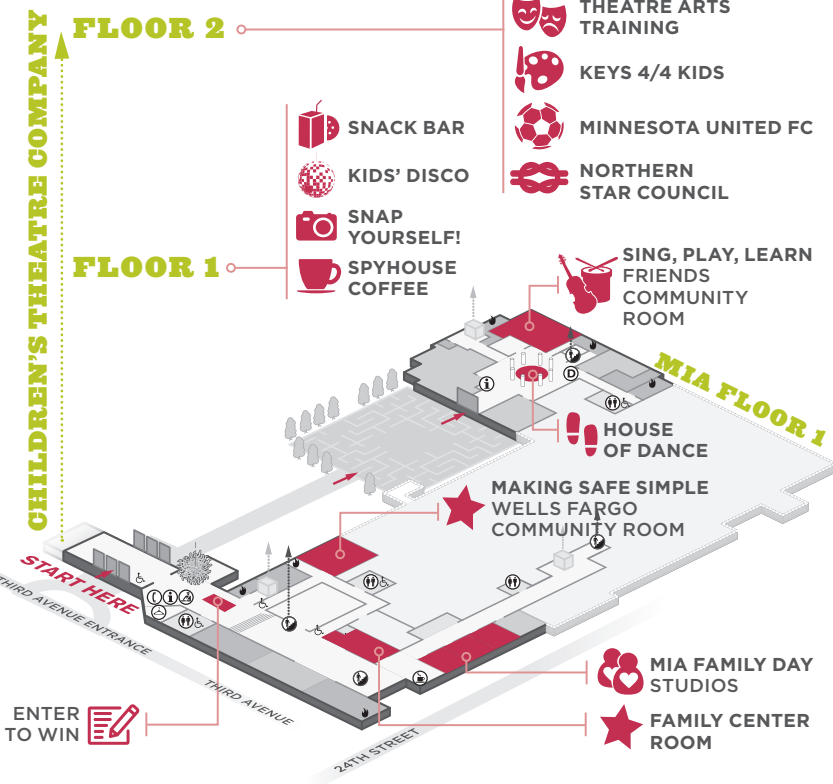 CHILDREN'S THEATRE COMPANY
FLOOR 2
THEATRE ARTS
TRAINING
KEYS 4/4 KIDS
MINNESOTA UNITED FC
NORTHERN
STAR COUNCIL
FLOOR 1
SNACK BAR
KIDS' DISCO
SNAP
YOURSELF!
SPYHOUSE
COFFEE
SING, PLAY, LEARN
FRIENDS
COMMUNITY
ROOM
MIA FLOOR 1
D
HOUSE
OF DANCE
MAKING SAFE SIMPLE
WELLS FARGO
COMMUNITY ROOM
START HERE
THIRD AVENUE ENTRANCE
THIRD AVENUE
24TH STREET
ENTER
TO WIN
MIA FAMILY DAY
STUDIOS
FAMILY CENTER
ROOM